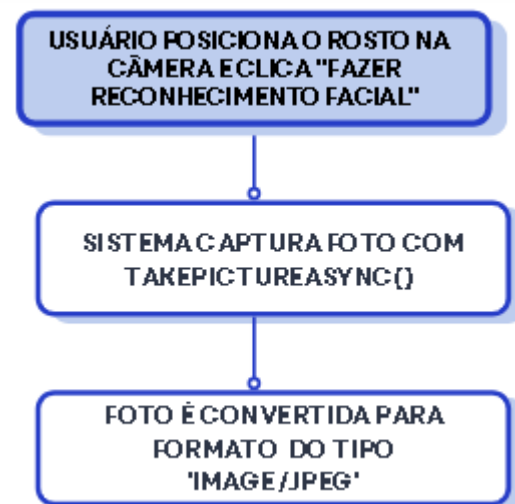 USUÁRIO POSICIONA O ROSTO NA
CÂMERA E CLICA "FAZER
RECONHECIMENTO FACIAL"
SISTEMA CAPTURA FOTO COM
TAKEPICTUREASYNC()
FOTO É CONVERTIDA PARA
FORMATO DO TIPO
'IMAGE/JPEG'